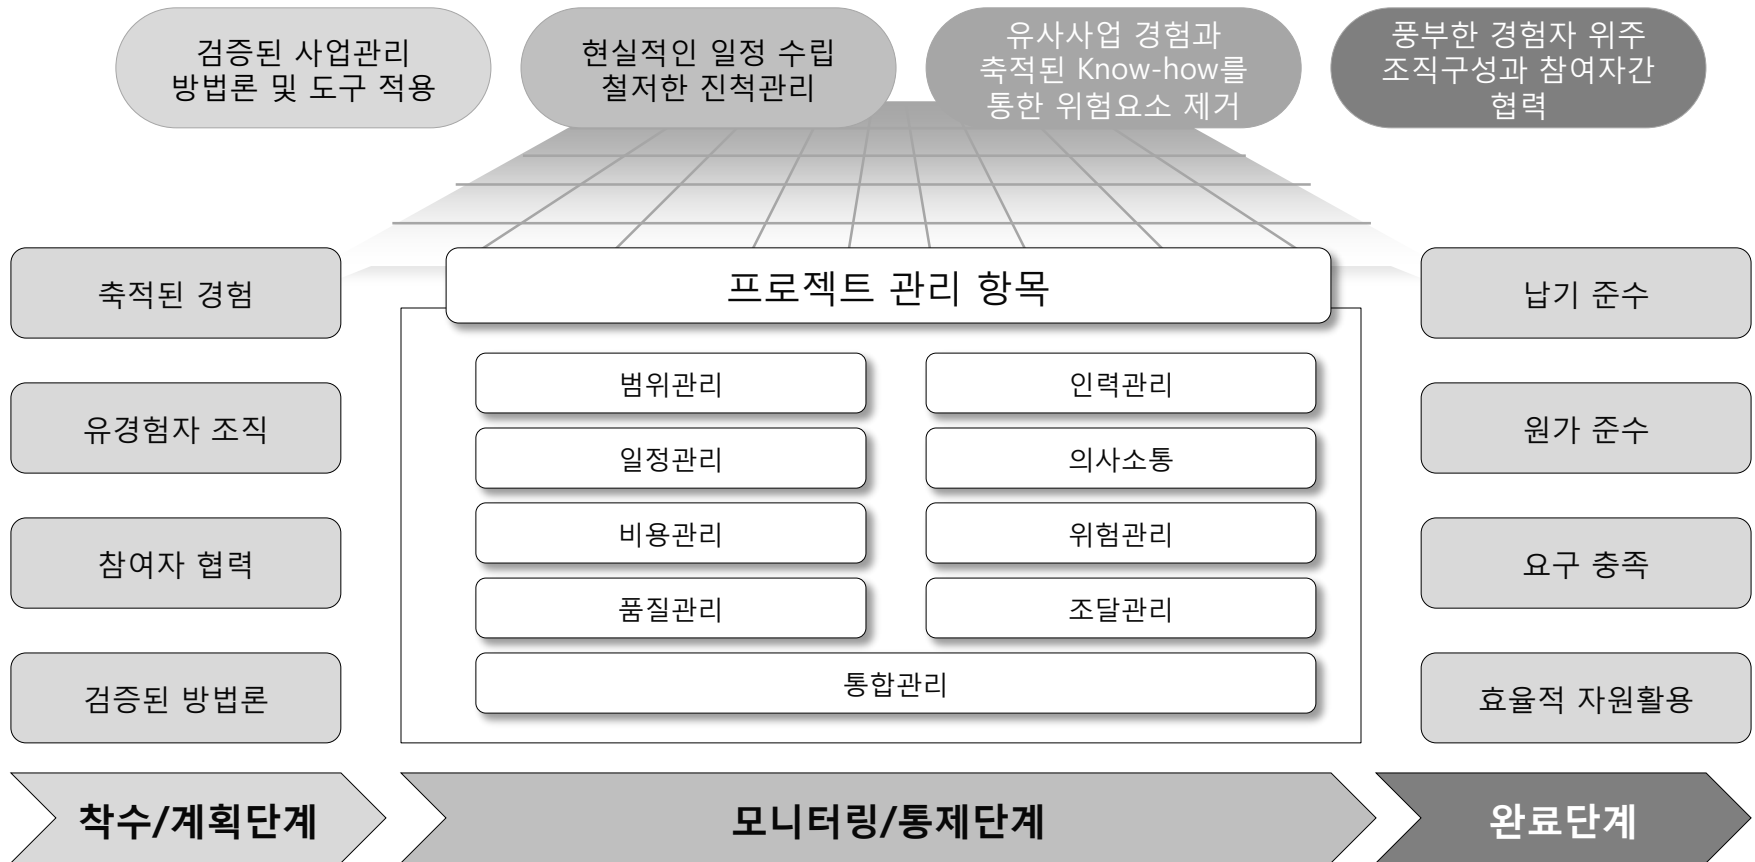 검증된 사업관리
방법론 및 도구 적용
현실적인 일정 수립
철저한 진척관리
유사사업 경험과
축적된 Know-how를
통한 위험요소 제거
풍부한 경험자 위주
조직구성과 참여자간
협력
축적된 경험
유경험자 조직
참여자 협력
검증된 방법론
프로젝트 관리 항목
범위관리
인력관리
일정관리
의사소통
비용관리
위험관리
품질관리
조달관리
통합관리
납기 준수
원가 준수
요구 충족
효율적 자원활용
착수/계획단계
모니터링/통제단계
완료단계